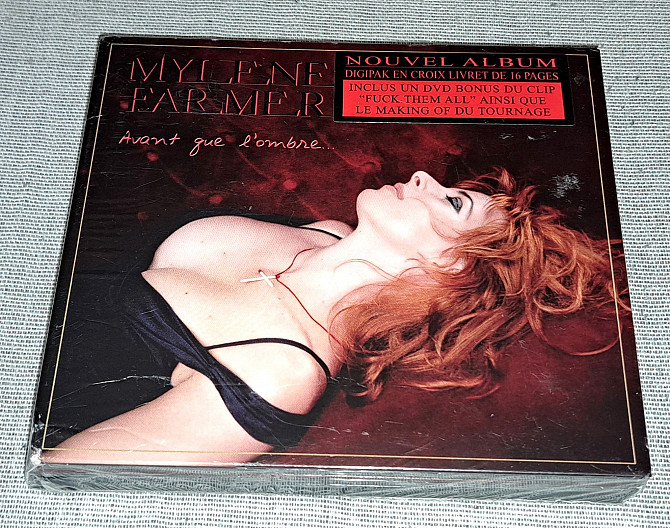 MYLENE
FARMER
Avant que l'ombre...
NOUVEL ALBUM
DIGIPAK EN CROIX LIVRET DE 16 PAGES
INCLUS UN DVD BONUS DU CLIP
"FUCK THEM ALL" AINSI QUE
LE MAKING OF DU TOURNAGE